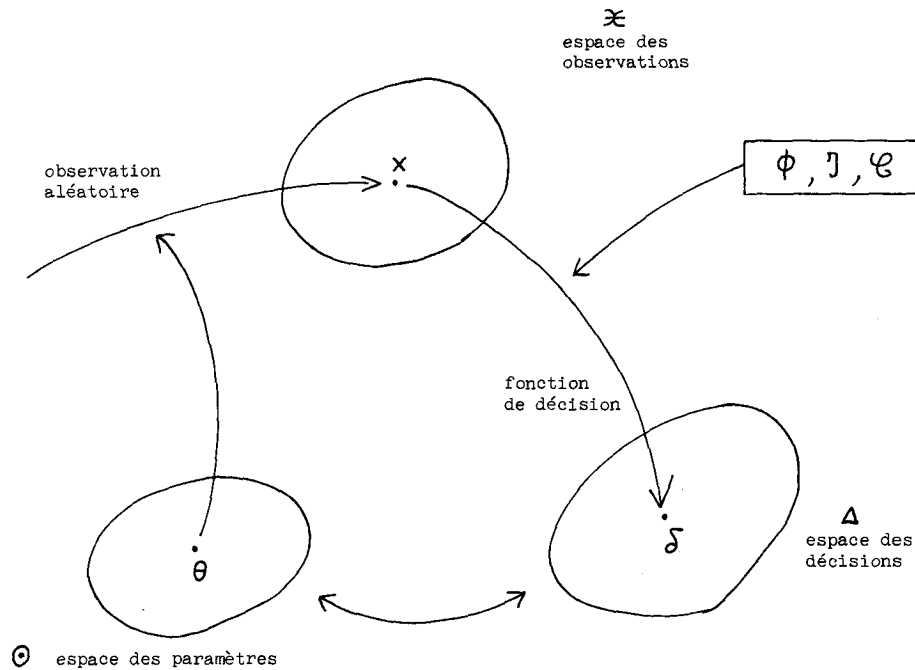 𝔛
espace des
observations
observation
aléatoire
x
ϕ, ℑ, 𝒞
fonction
de décision
θ
δ
Δ
espace des
décisions
Θ espace des paramètres